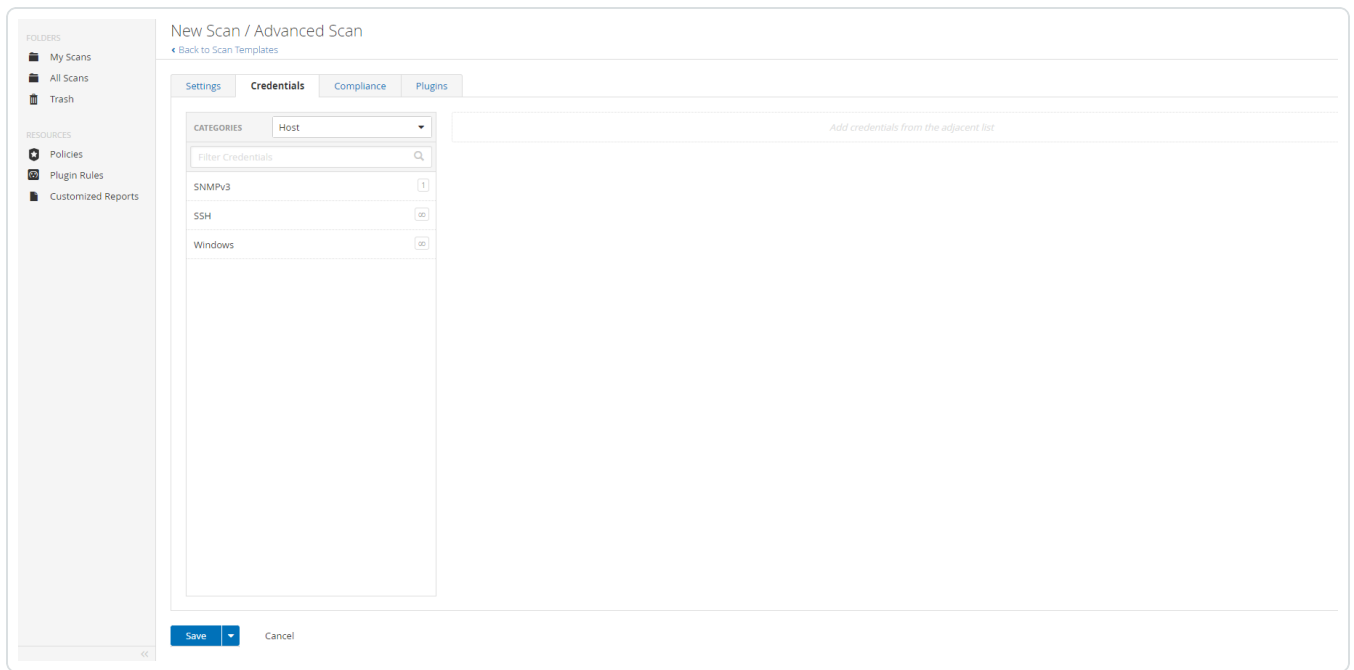 FOLDERS
My Scans
All Scans
Trash
RESOURCES
Policies
Plugin Rules
Customized Reports
New Scan / Advanced Scan
Back to Scan Templates
Settings Credentials Compliance Plugins
CATEGORIES Host
Filter Credentials
SNMPv3 1
SSH ∞
Windows ∞
Add credentials from the adjacent list
Save Cancel